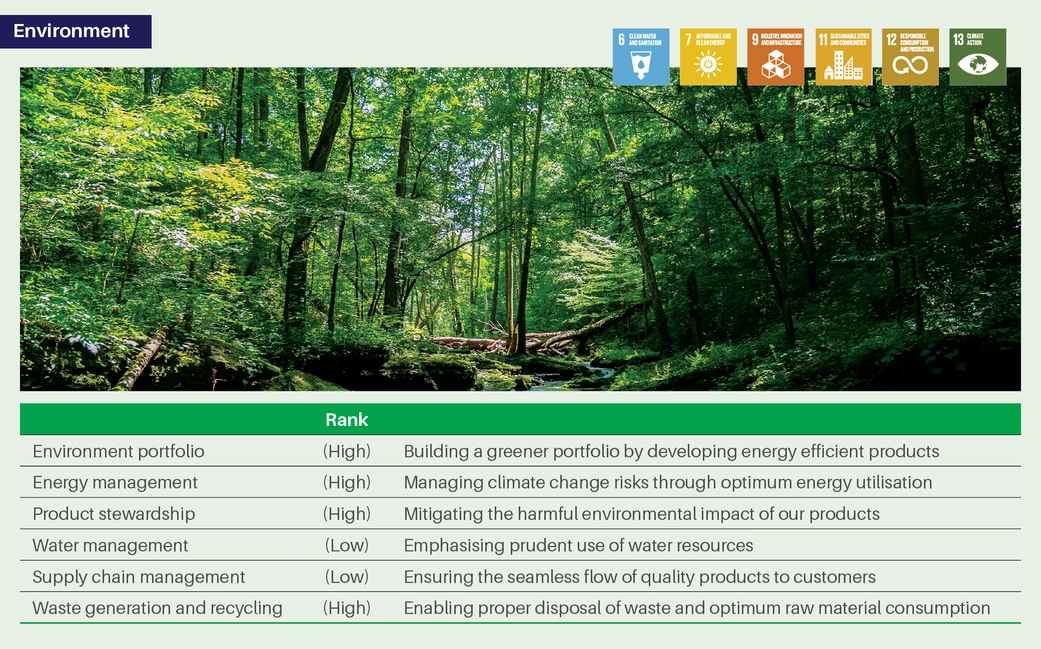 Environment
6 CLEAN WATER
AND SANITATION
7 AFFORDABLE AND
CLEAN ENERGY
9 INDUSTRY, INNOVATION
AND INFRASTRUCTURE
11 SUSTAINABLE CITIES
AND COMMUNITIES
12 RESPONSIBLE
CONSUMPTION
AND PRODUCTION
13 CLIMATE
ACTION
Rank
Environment portfolio (High) Building a greener portfolio by developing energy efficient products
Energy management (High) Managing climate change risks through optimum energy utilisation
Product stewardship (High) Mitigating the harmful environmental impact of our products
Water management (Low) Emphasising prudent use of water resources
Supply chain management (Low) Ensuring the seamless flow of quality products to customers
Waste generation and recycling (High) Enabling proper disposal of waste and optimum raw material consumption